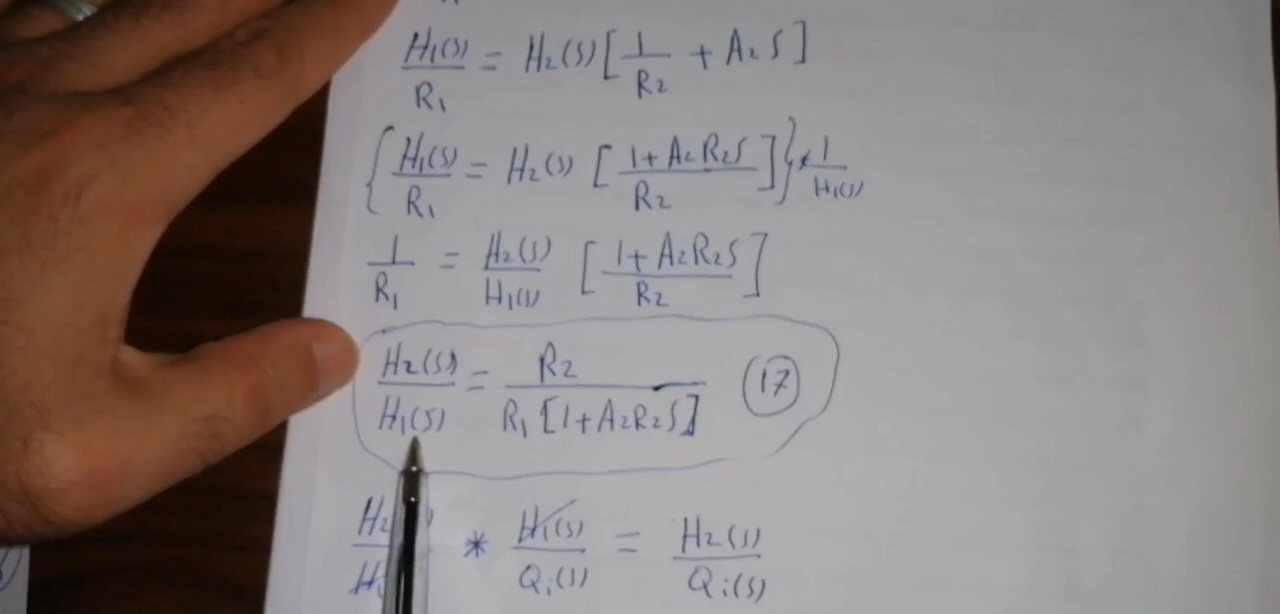 H₁(s)/R₁ = H₂(s) [1/R₂ + A₂S]
{H₁(s)/R₁ = H₂(s) [(1 + A₂R₂S)/R₂]} * 1/H₁(s)
1/R₁ = H₂(s)/H₁(s) [(1 + A₂R₂S)/R₂]
H₂(s)/H₁(s) = R₂/(R₁ [1 + A₂R₂S]) (17)
* H₁(s)/Qᵢ(s) = H₂(s)/Qᵢ(s)